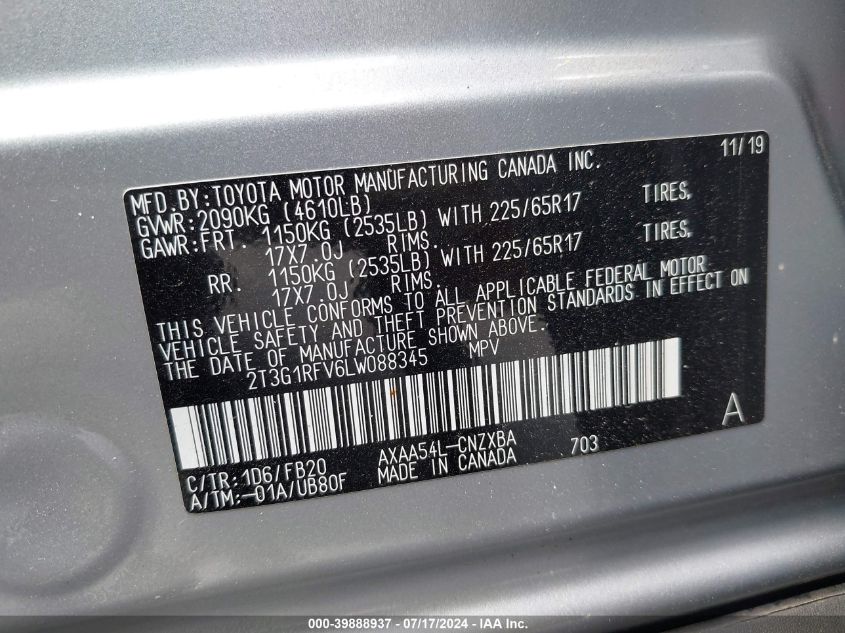 11/19
MFD.BY:TOYOTA MOTOR MANUFACTURING CANADA INC.
GVWR:2090KG (4610LB)
GAWR:FRT. 1150KG (2535LB) WITH 225/65R17 TIRES,
17X7.0J RIMS.
RR. 1150KG (2535LB) WITH 225/65R17 TIRES,
17X7.0J RIMS.
THIS VEHICLE CONFORMS TO ALL APPLICABLE FEDERAL MOTOR
VEHICLE SAFETY AND THEFT PREVENTION STANDARDS IN EFFECT ON
THE DATE OF MANUFACTURE SHOWN ABOVE.
2T3G1RFV6LW088345 MPV
A
C/TR:1D6/FB20 AXAA54L-CNZXBA 703
A/TM:-01A/UB80F MADE IN CANADA
000-39888937 - 07/17/2024 - IAA Inc.